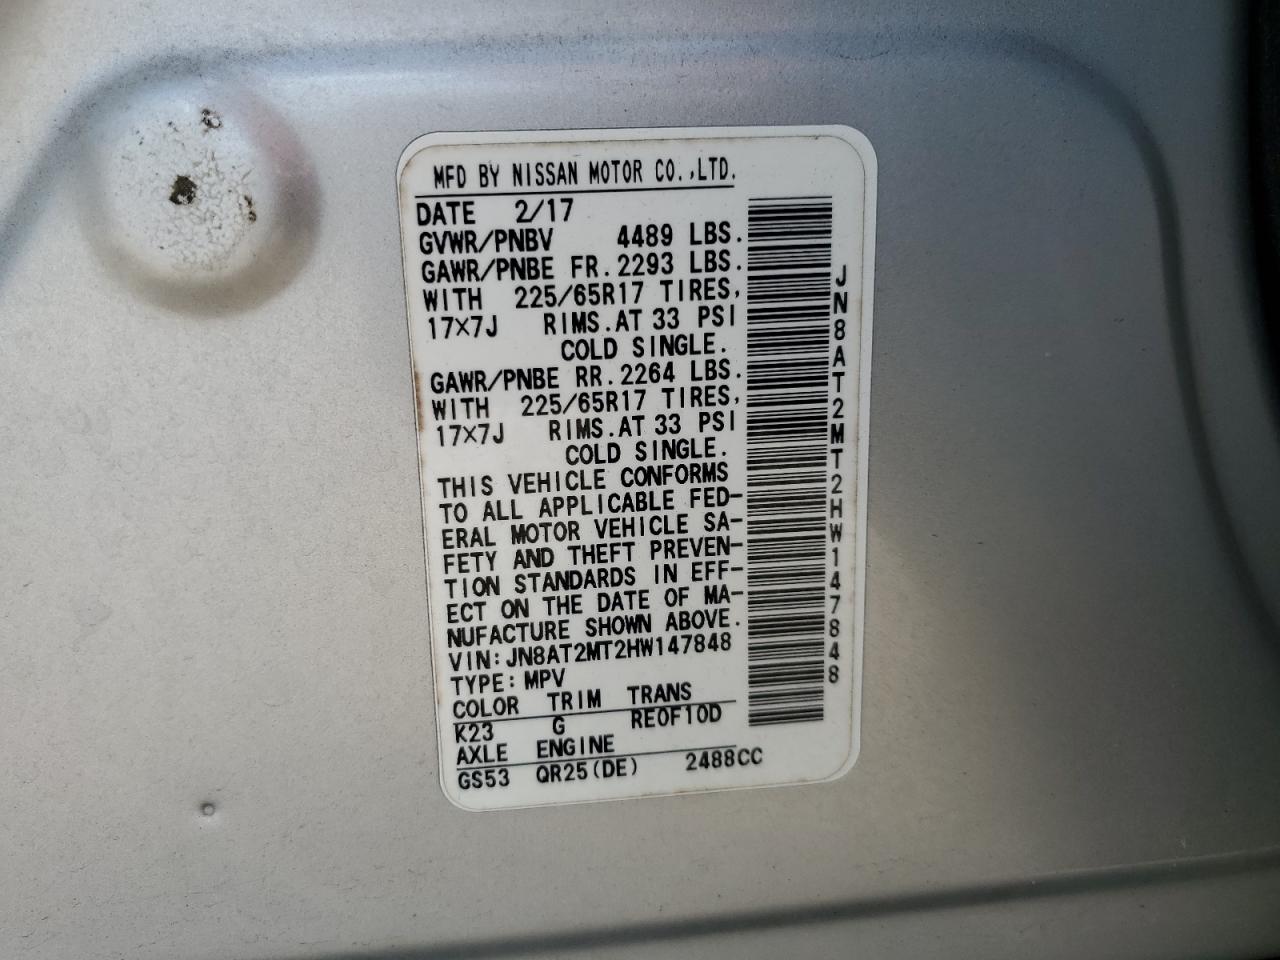 MFD BY NISSAN MOTOR CO.,LTD.
DATE 2/17
GVWR/PNBV 4489 LBS.
GAWR/PNBE FR.2293 LBS.
WITH 225/65R17 TIRES,
17×7J RIMS.AT 33 PSI
COLD SINGLE.
GAWR/PNBE RR.2264 LBS.
WITH 225/65R17 TIRES,
17×7J RIMS.AT 33 PSI
COLD SINGLE.
THIS VEHICLE CONFORMS
TO ALL APPLICABLE FED-
ERAL MOTOR VEHICLE SA-
FETY AND THEFT PREVEN-
TION STANDARDS IN EFF-
ECT ON THE DATE OF MA-
NUFACTURE SHOWN ABOVE.
VIN:JN8AT2MT2HW147848
TYPE:MPV
COLOR TRIM TRANS
K23 G RE0F10D
AXLE ENGINE
GS53 QR25(DE) 2488CC
JN8AT2MT2HW147848